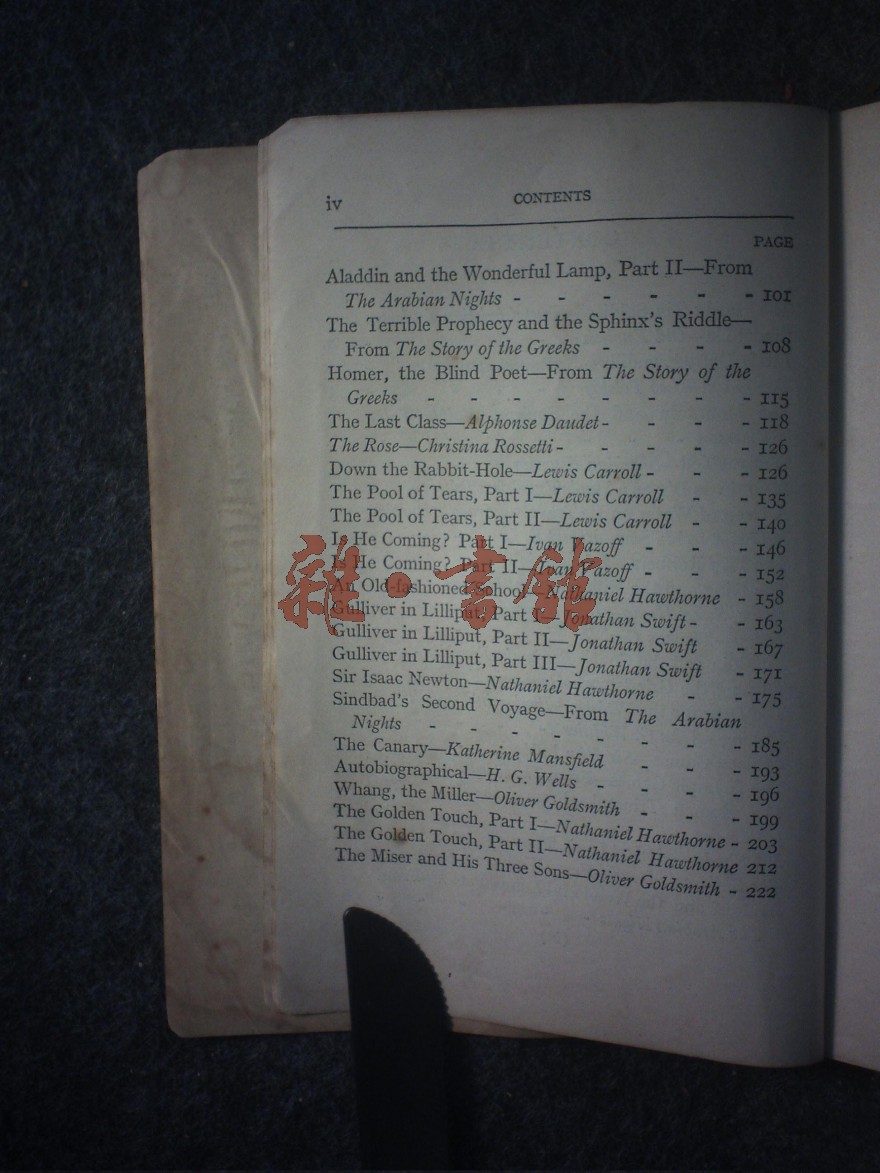 iv
CONTENTS
PAGE
Aladdin and the Wonderful Lamp, Part II—From
The Arabian Nights - - - - - - 101
The Terrible Prophecy and the Sphinx's Riddle—
From The Story of the Greeks - - - - 108
Homer, the Blind Poet—From The Story of the
Greeks - - - - - - - - 115
The Last Class—Alphonse Daudet - - - - 118
The Rose—Christina Rossetti - - - - - 126
Down the Rabbit-Hole—Lewis Carroll - - - 126
The Pool of Tears, Part I—Lewis Carroll - - 135
The Pool of Tears, Part II—Lewis Carroll - - 140
Is He Coming? Part I—Ivan Vazoff - - - 146
Is He Coming? Part II—Ivan Vazoff - - - 152
An Old-fashioned School—Nathaniel Hawthorne - 158
Gulliver in Lilliput, Part I—Jonathan Swift - - 163
Gulliver in Lilliput, Part II—Jonathan Swift - 167
Gulliver in Lilliput, Part III—Jonathan Swift - 171
Sir Isaac Newton—Nathaniel Hawthorne - - 175
Sindbad's Second Voyage—From The Arabian
Nights - - - - - - - - 185
The Canary—Katherine Mansfield - - - 193
Autobiographical—H. G. Wells - - - - 196
Whang, the Miller—Oliver Goldsmith - - - 199
The Golden Touch, Part I—Nathaniel Hawthorne - 203
The Golden Touch, Part II—Nathaniel Hawthorne 212
The Miser and His Three Sons—Oliver Goldsmith - 222
雜·書館